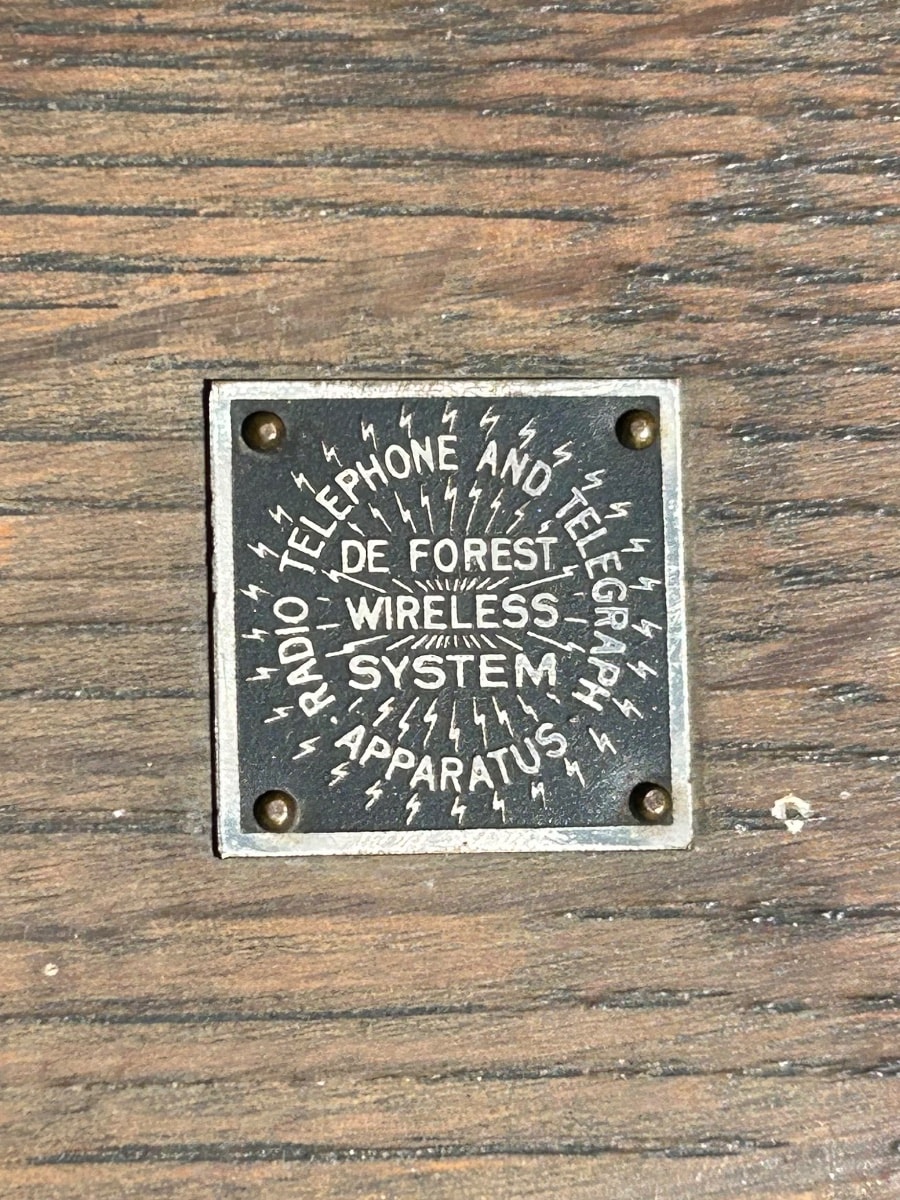 RADIO TELEPHONE AND TELEGRAPH
DE FOREST
WIRELESS
SYSTEM
APPARATUS